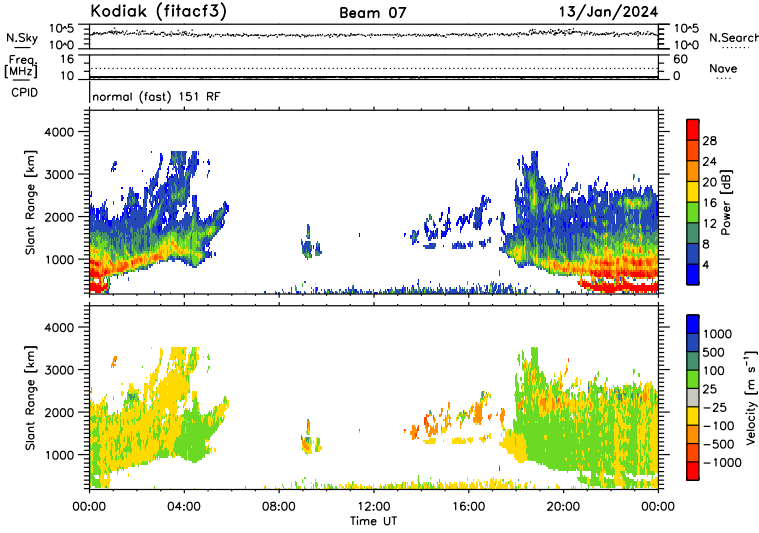 Kodiak (fitacf3) Beam 07 13/Jan/2024
N.Sky 10^5 10^0 10^5 10^0 N.Search
Freq. [MHz] 16 10 60 0 Nave
CPID normal (fast) 151 RF
Slant Range [km]
4000
3000
2000
1000
28
24
20
16
12
8
4
Power [dB]
Slant Range [km]
4000
3000
2000
1000
1000
500
100
25
−25
−100
−500
−1000
Velocity [m s^-1]
00:00 04:00 08:00 12:00 16:00 20:00 00:00
Time UT